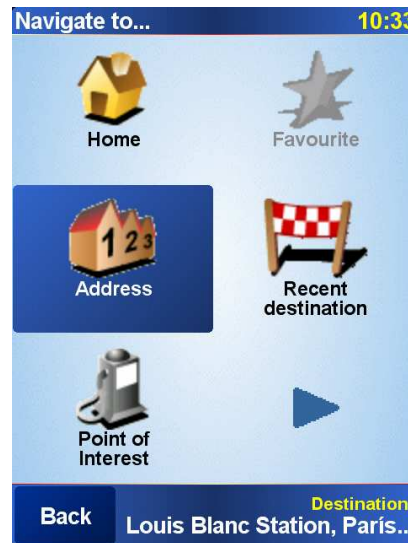 Navigate to... 10:33
Home Favourite
1 2 3
Address Recent
destination
Point of
Interest
Destination
Back Louis Blanc Station, París..